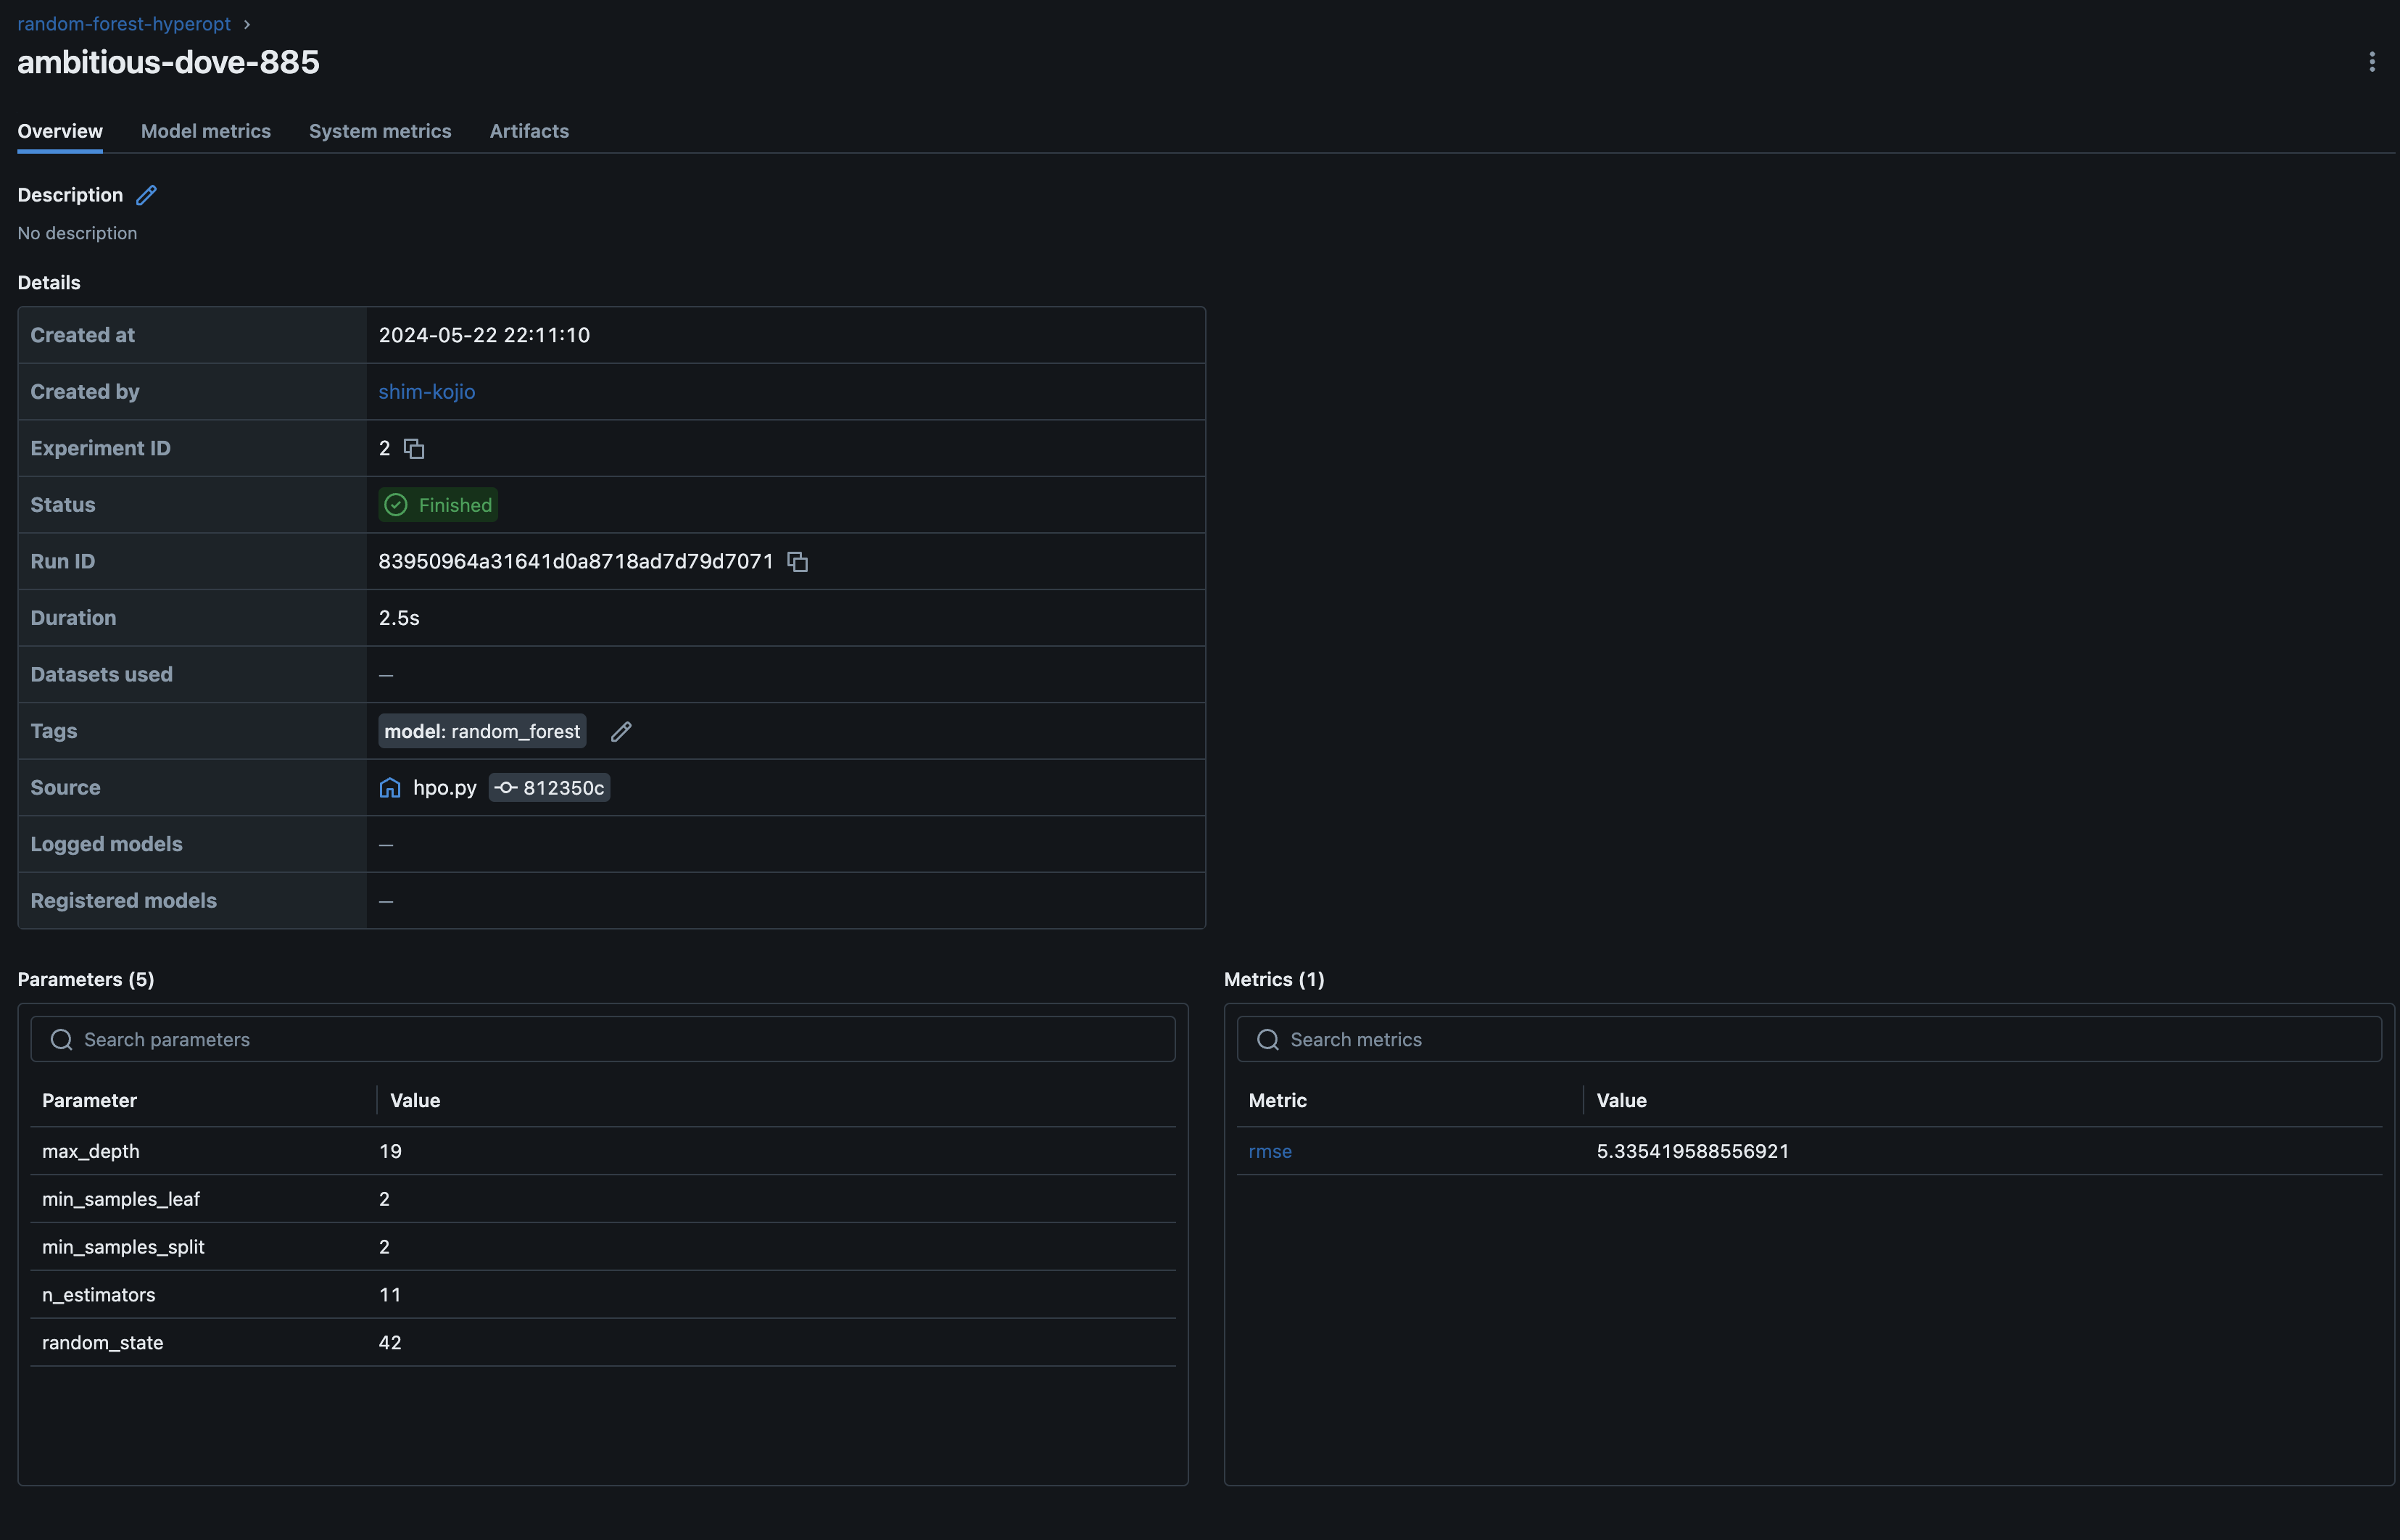 random-forest-hyperopt ›
ambitious-dove-885
Overview Model metrics System metrics Artifacts
Description
No description
Details
Created at 2024-05-22 22:11:10
Created by shim-kojio
Experiment ID 2
Status Finished
Run ID 83950964a31641d0a8718ad7d79d7071
Duration 2.5s
Datasets used —
Tags model: random_forest
Source hpo.py 812350c
Logged models —
Registered models —
Parameters (5)
Search parameters
Parameter Value
max_depth 19
min_samples_leaf 2
min_samples_split 2
n_estimators 11
random_state 42
Metrics (1)
Search metrics
Metric Value
rmse 5.335419588556921